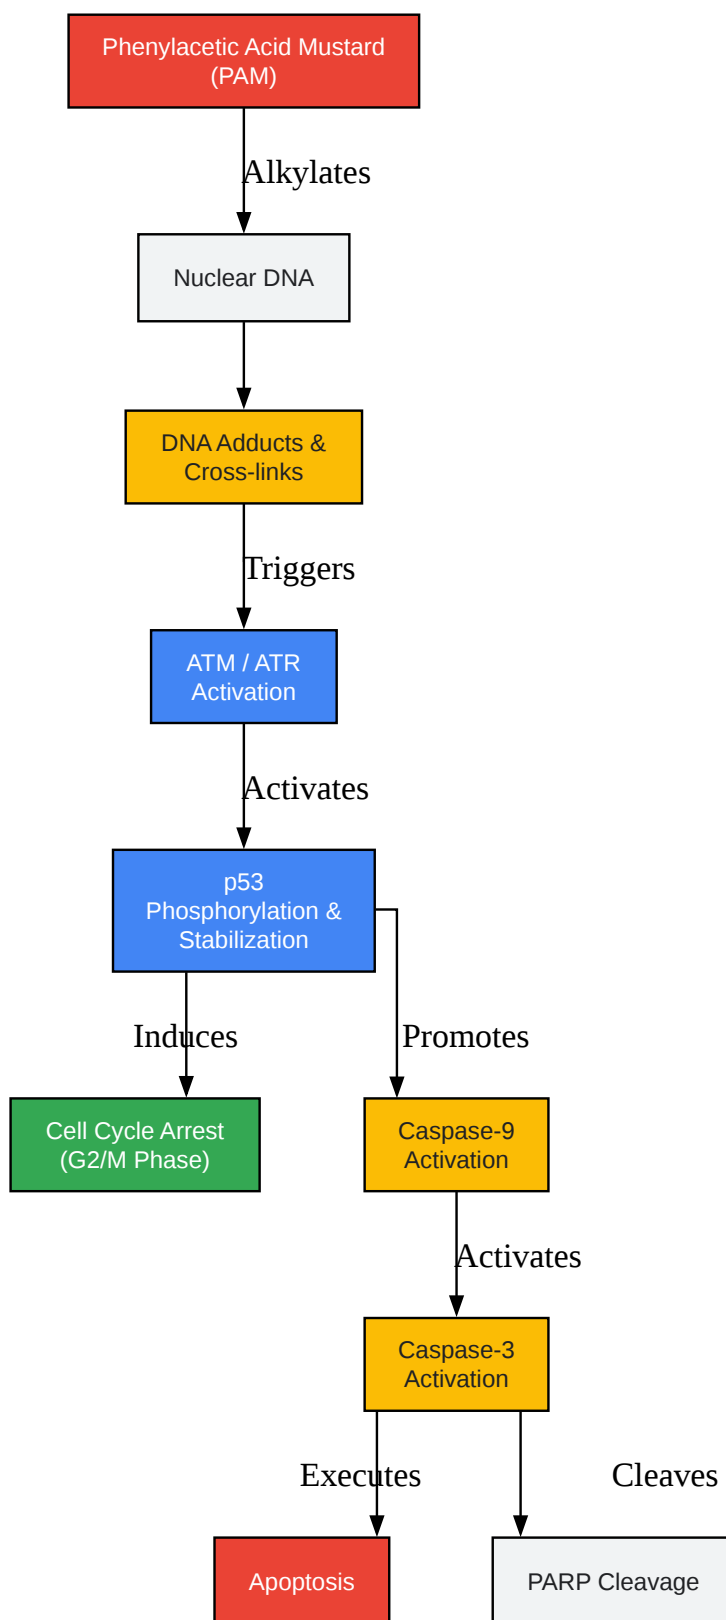 Phenylacetic Acid Mustard
(PAM)
Alkylates
Nuclear DNA
DNA Adducts &
Cross-links
Triggers
ATM / ATR
Activation
Activates
p53
Phosphorylation &
Stabilization
Induces
Promotes
Cell Cycle Arrest
(G2/M Phase)
Caspase-9
Activation
Activates
Caspase-3
Activation
Executes
Cleaves
Apoptosis
PARP Cleavage